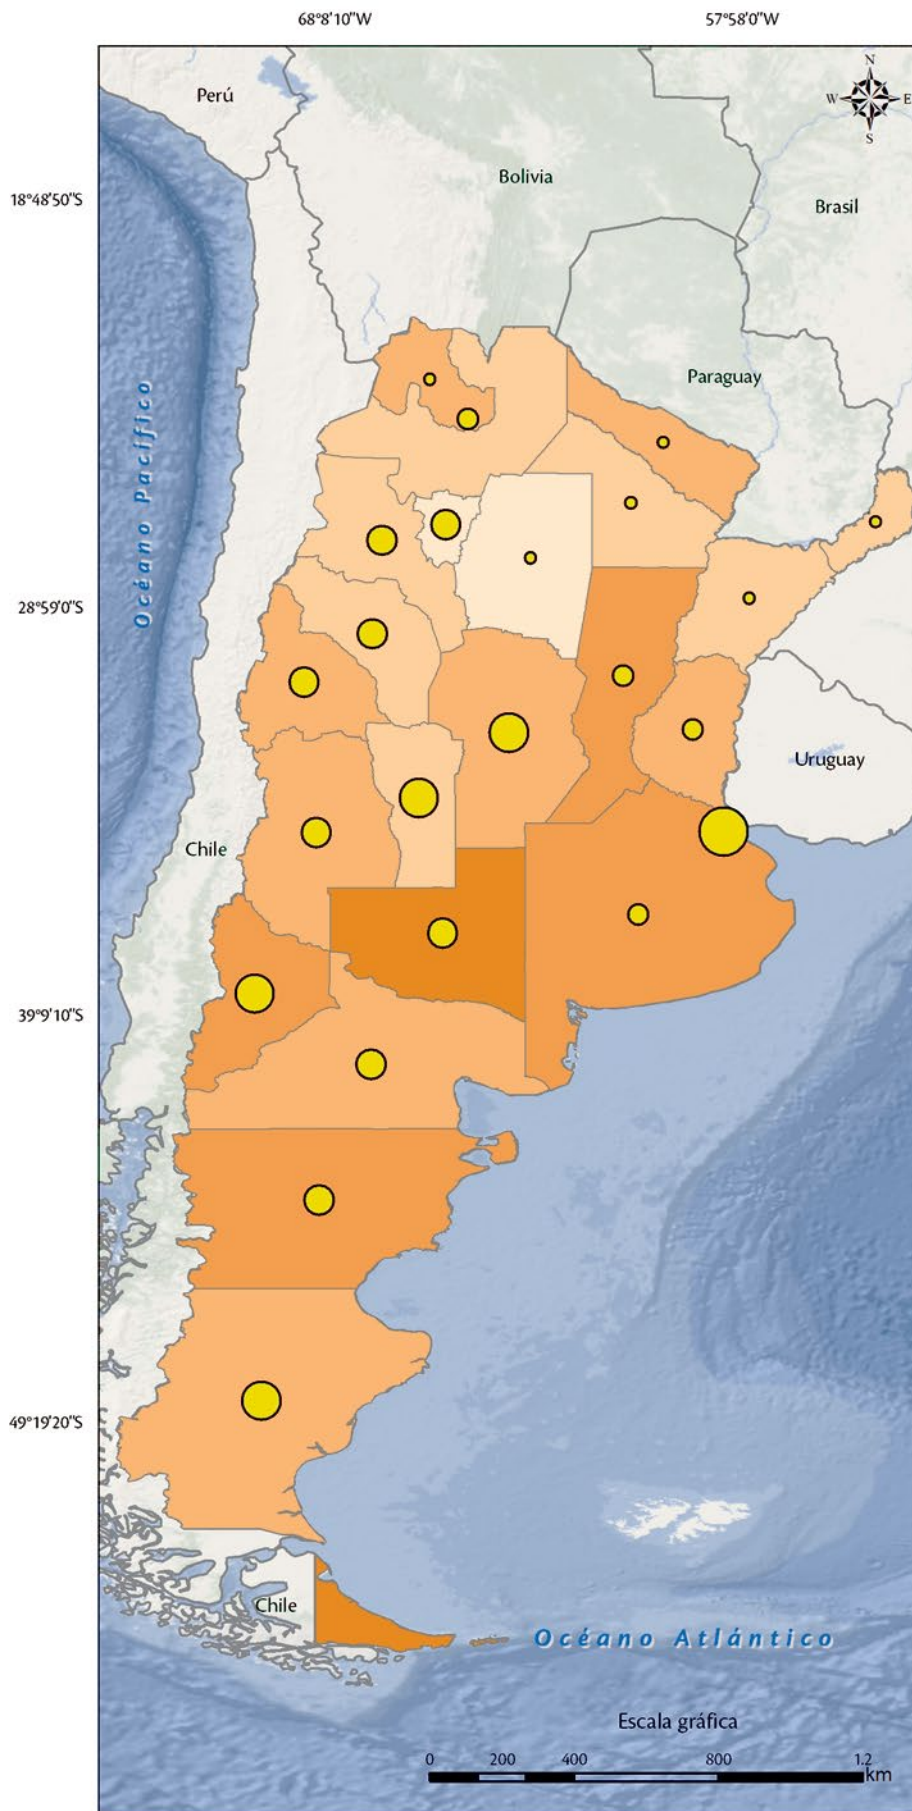 68°8'10"W
57°58'0"W
N
W
E
S
Perú
Bolivia
Brasil
18°48'50"S
Paraguay
Océano Pacífico
28°59'0"S
Uruguay
Chile
39°9'10"S
49°19'20"S
Chile
Océano Atlántico
Escala gráfica
0 200 400 800 1.2
km